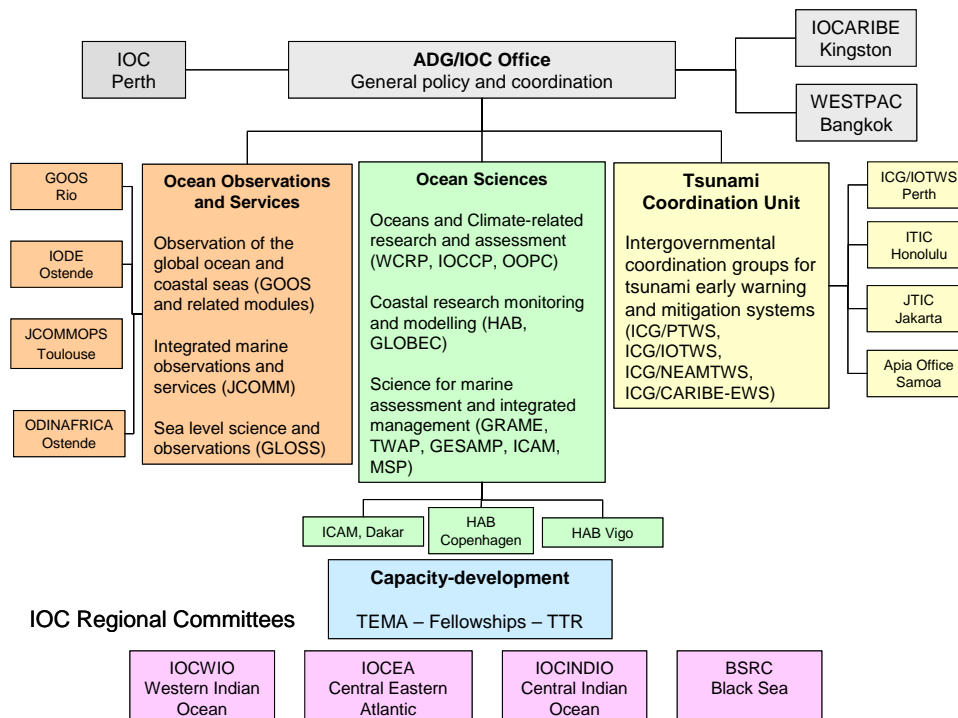 IOC
Perth
ADG/IOC Office
General policy and coordination
IOCARIBE
Kingston
WESTPAC
Bangkok
GOOS
Rio
IODE
Ostende
JCOMMOPS
Toulouse
ODINAFRICA
Ostende
Ocean Observations
and Services
Observation of the
global ocean and
coastal seas (GOOS
and related modules)
Integrated marine
observations and
services (JCOMM)
Sea level science and
observations (GLOSS)
Ocean Sciences
Oceans and Climate-related
research and assessment
(WCRP, IOCCP, OOPC)
Coastal research monitoring
and modelling (HAB,
GLOBEC)
Science for marine
assessment and integrated
management (GRAME,
TWAP, GESAMP, ICAM,
MSP)
Tsunami
Coordination Unit
Intergovernmental
coordination groups for
tsunami early warning
and mitigation systems
(ICG/PTWS,
ICG/IOTWS,
ICG/NEAMTWS,
ICG/CARIBE-EWS)
ICG/IOTWS
Perth
ITIC
Honolulu
JTIC
Jakarta
Apia Office
Samoa
ICAM, Dakar
HAB
Copenhagen
HAB Vigo
Capacity-development
TEMA – Fellowships – TTR
IOC Regional Committees
IOCWIO
Western Indian
Ocean
IOCEA
Central Eastern
Atlantic
IOCINDIO
Central Indian
Ocean
BSRC
Black Sea